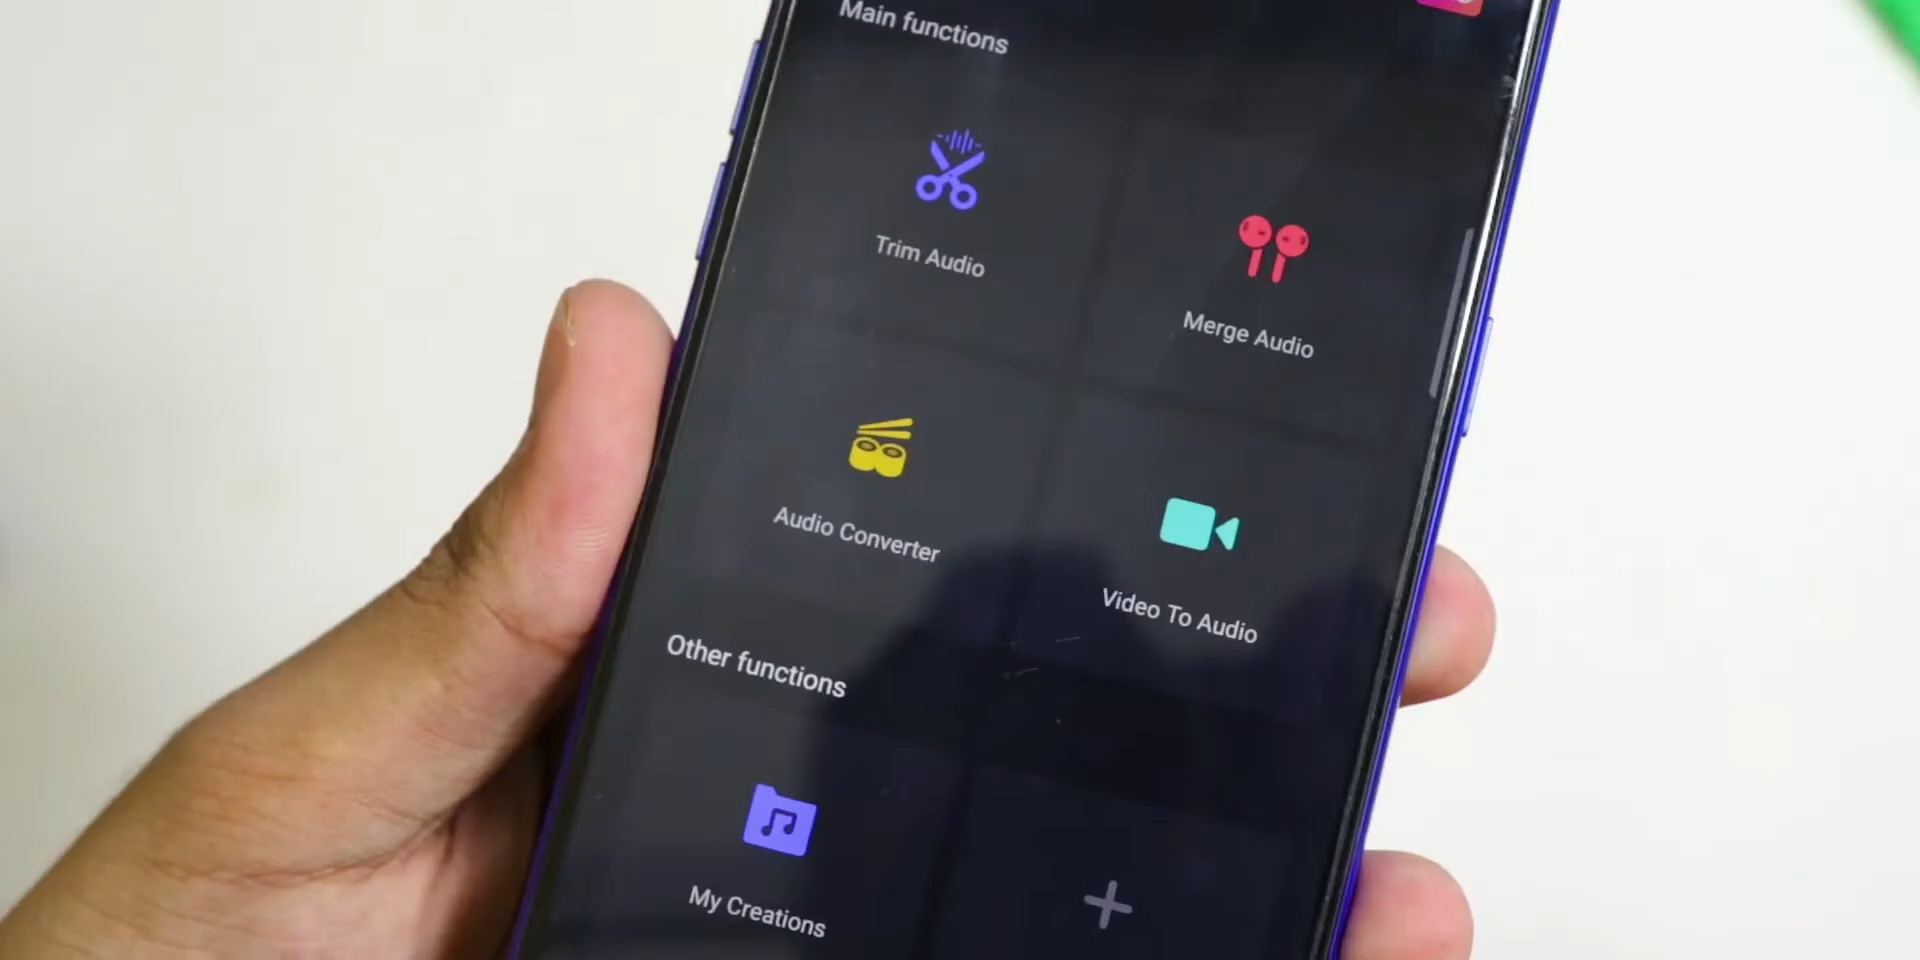 Main functions
Trim Audio
Merge Audio
Audio Converter
Video To Audio
Other functions
My Creations